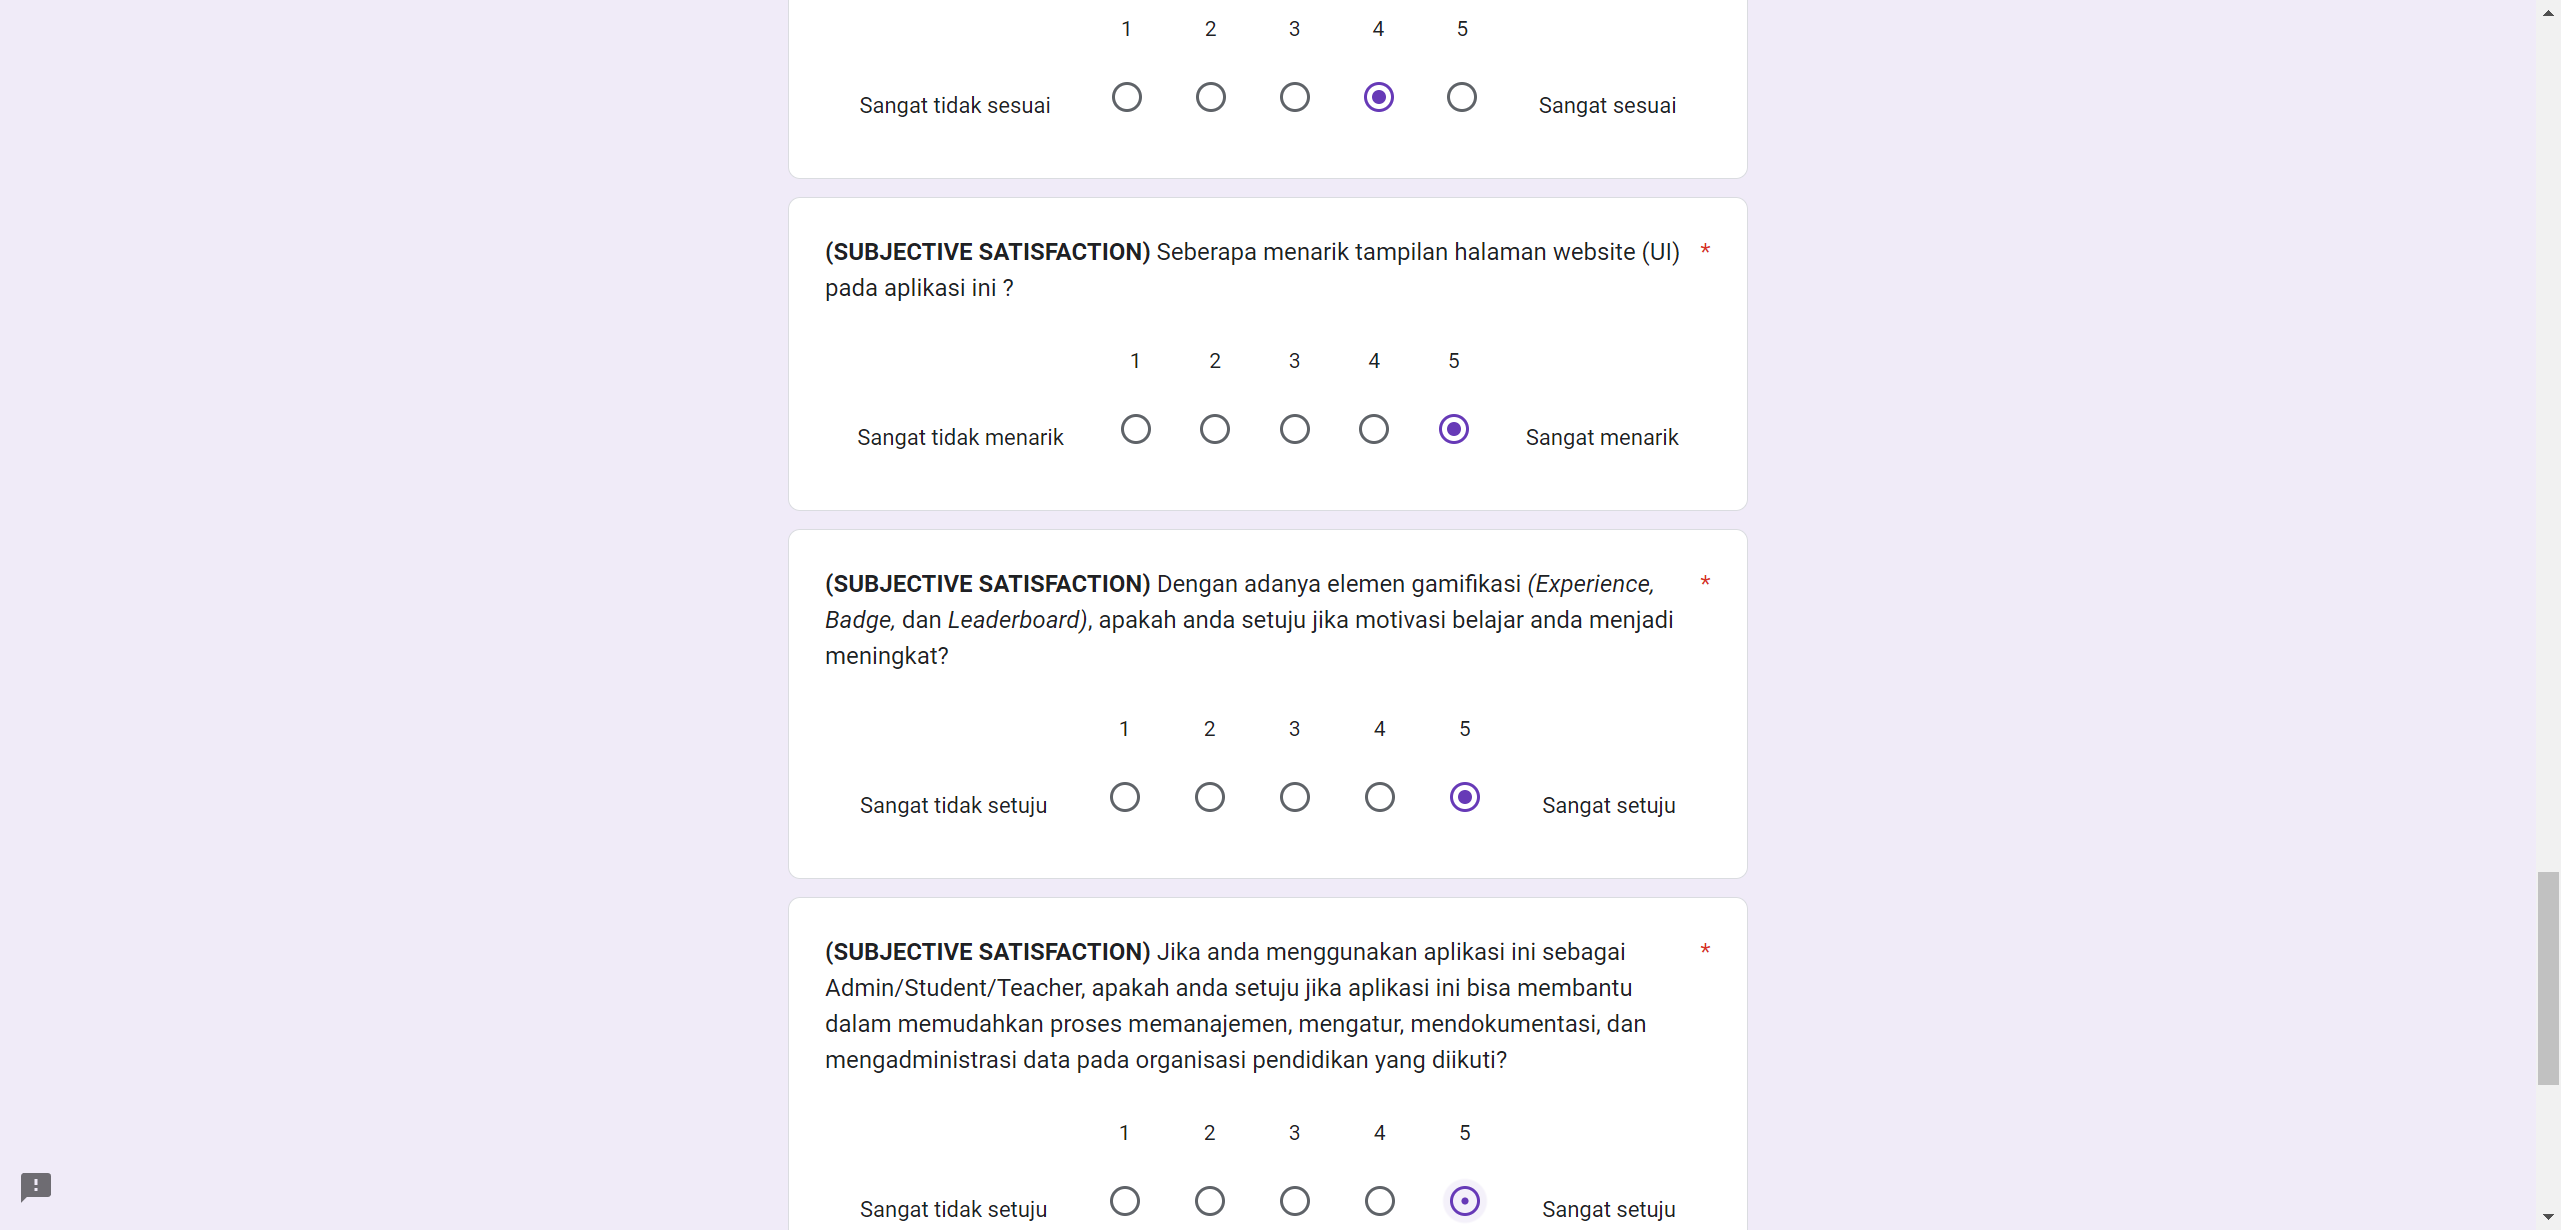 1 2 3 4 5
Sangat tidak sesuai Sangat sesuai
(SUBJECTIVE SATISFACTION) Seberapa menarik tampilan halaman website (UI) *
pada aplikasi ini ?
1 2 3 4 5
Sangat tidak menarik Sangat menarik
(SUBJECTIVE SATISFACTION) Dengan adanya elemen gamifikasi (Experience, *
Badge, dan Leaderboard), apakah anda setuju jika motivasi belajar anda menjadi
meningkat?
1 2 3 4 5
Sangat tidak setuju Sangat setuju
(SUBJECTIVE SATISFACTION) Jika anda menggunakan aplikasi ini sebagai *
Admin/Student/Teacher, apakah anda setuju jika aplikasi ini bisa membantu
dalam memudahkan proses memanajemen, mengatur, mendokumentasi, dan
mengadministrasi data pada organisasi pendidikan yang diikuti?
1 2 3 4 5
Sangat tidak setuju Sangat setuju